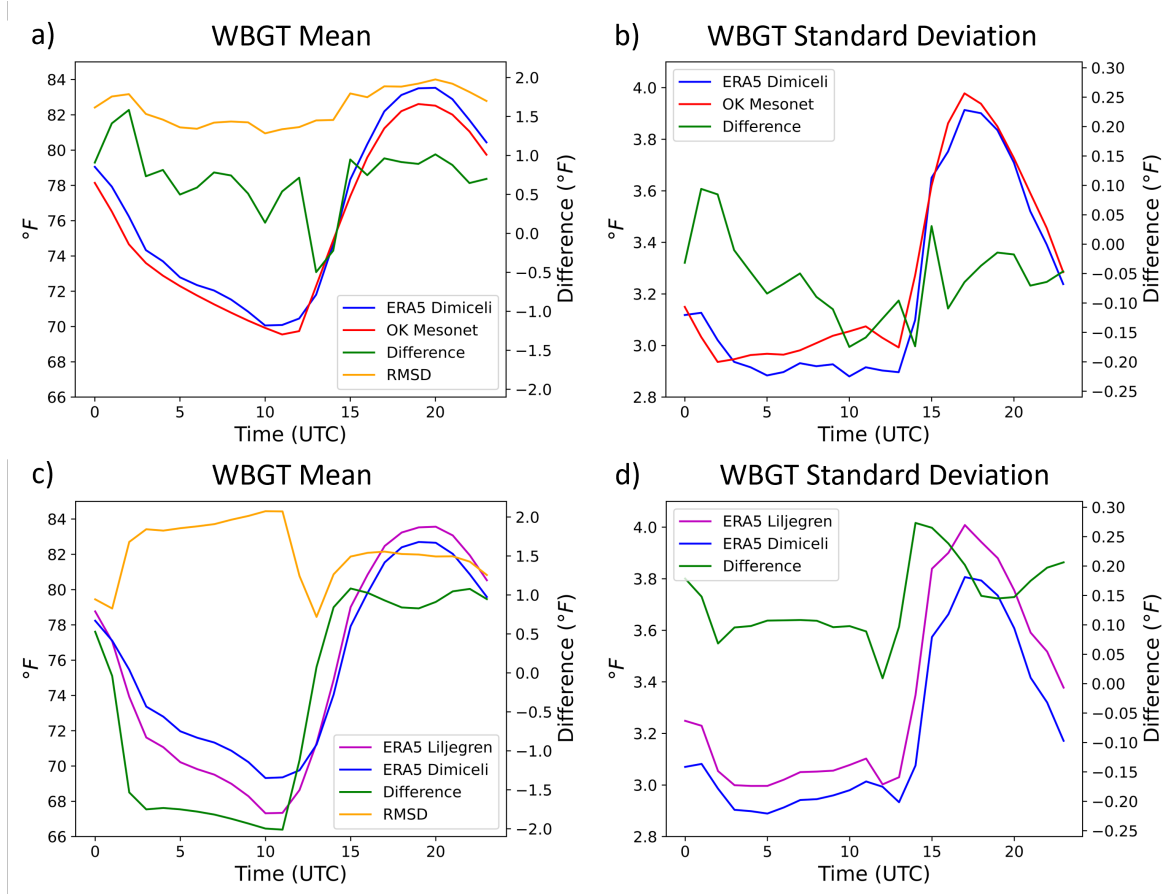 a) WBGT Mean
84
82
80
78
76
74
72
70
68
66
°F
2.0
1.5
1.0
0.5
0.0
−0.5
−1.0
−1.5
−2.0
Difference (°F)
ERA5 Dimiceli
OK Mesonet
Difference
RMSD
0 5 10 15 20
Time (UTC)
b) WBGT Standard Deviation
4.0
3.8
3.6
3.4
3.2
3.0
2.8
°F
0.30
0.25
0.20
0.15
0.10
0.05
0.00
−0.05
−0.10
−0.15
−0.20
−0.25
Difference (°F)
ERA5 Dimiceli
OK Mesonet
Difference
0 5 10 15 20
Time (UTC)
c) WBGT Mean
84
82
80
78
76
74
72
70
68
66
°F
2.0
1.5
1.0
0.5
0.0
−0.5
−1.0
−1.5
−2.0
Difference (°F)
ERA5 Liljegren
ERA5 Dimiceli
Difference
RMSD
0 5 10 15 20
Time (UTC)
d) WBGT Standard Deviation
4.0
3.8
3.6
3.4
3.2
3.0
2.8
°F
0.30
0.25
0.20
0.15
0.10
0.05
0.00
−0.05
−0.10
−0.15
−0.20
−0.25
Difference (°F)
ERA5 Liljegren
ERA5 Dimiceli
Difference
0 5 10 15 20
Time (UTC)